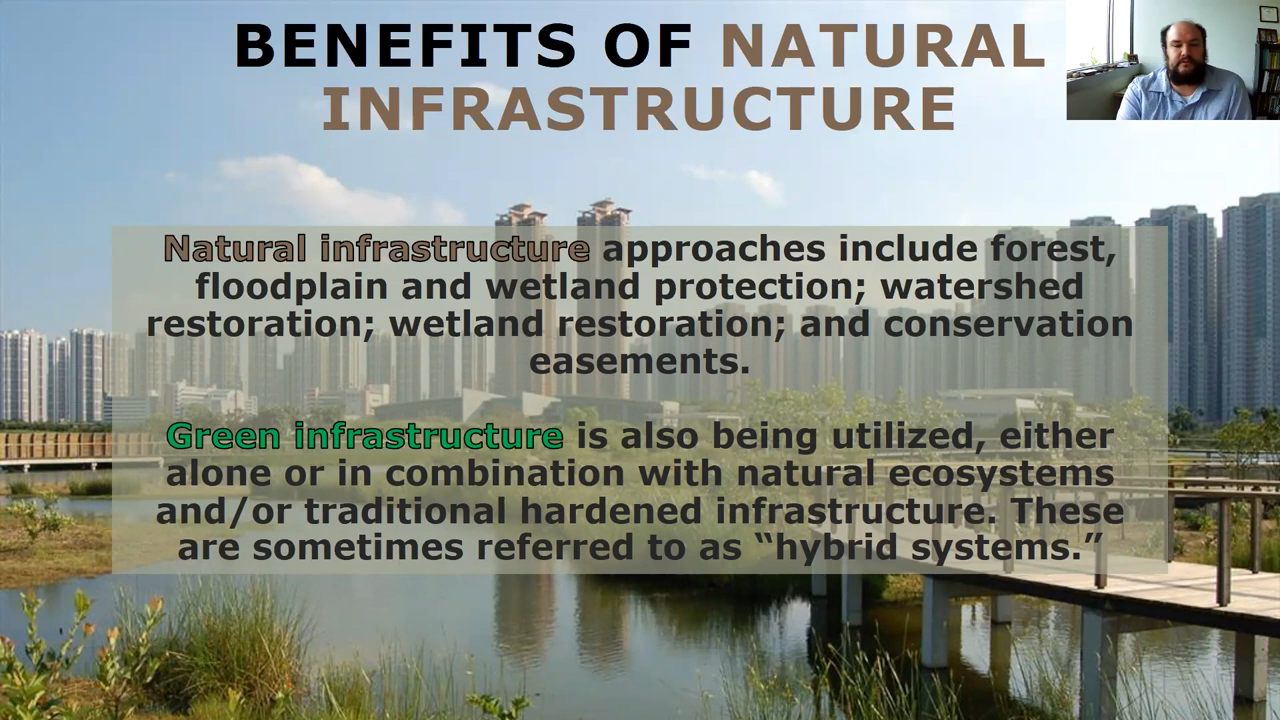 BENEFITS OF NATURAL
INFRASTRUCTURE
Natural infrastructure approaches include forest,
floodplain and wetland protection; watershed
restoration; wetland restoration; and conservation
easements.
Green infrastructure is also being utilized, either
alone or in combination with natural ecosystems
and/or traditional hardened infrastructure. These
are sometimes referred to as “hybrid systems.”